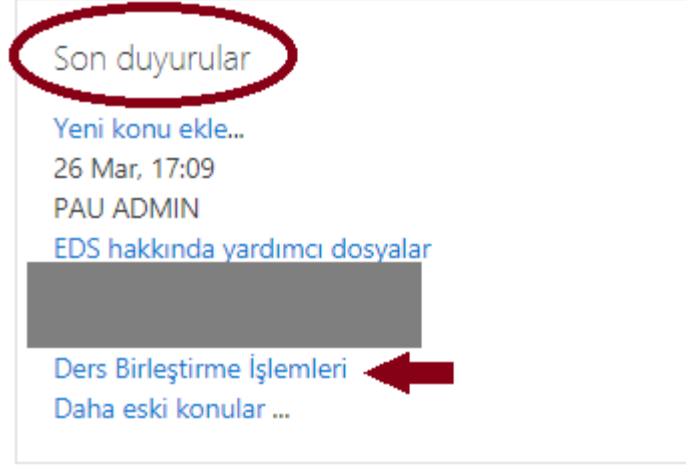 Son duyurular
Yeni konu ekle...
26 Mar, 17:09
PAU ADMIN
EDS hakkında yardımcı dosyalar
Ders Birleştirme İşlemleri
Daha eski konular ...